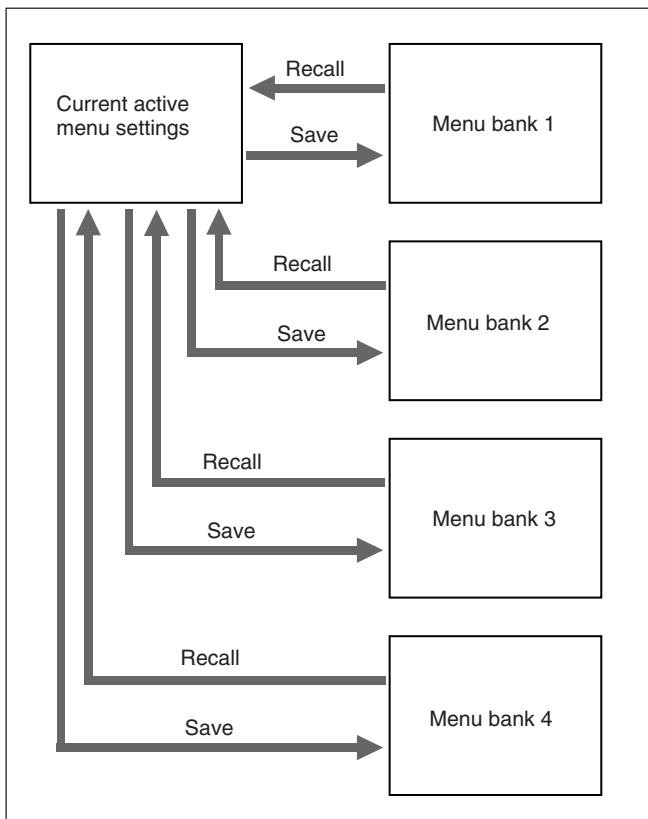 Current active
menu settings
Recall
Save
Menu bank 1
Recall
Save
Menu bank 2
Recall
Save
Menu bank 3
Recall
Save
Menu bank 4